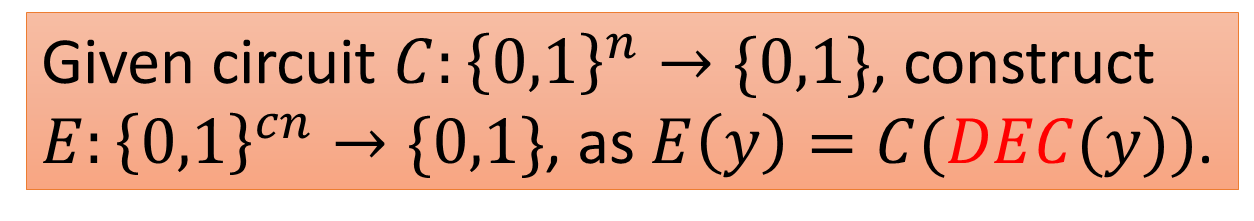 Given circuit C: {0,1}ⁿ → {0,1}, construct
E: {0,1}ᶜⁿ → {0,1}, as E(y) = C(DEC(y)).